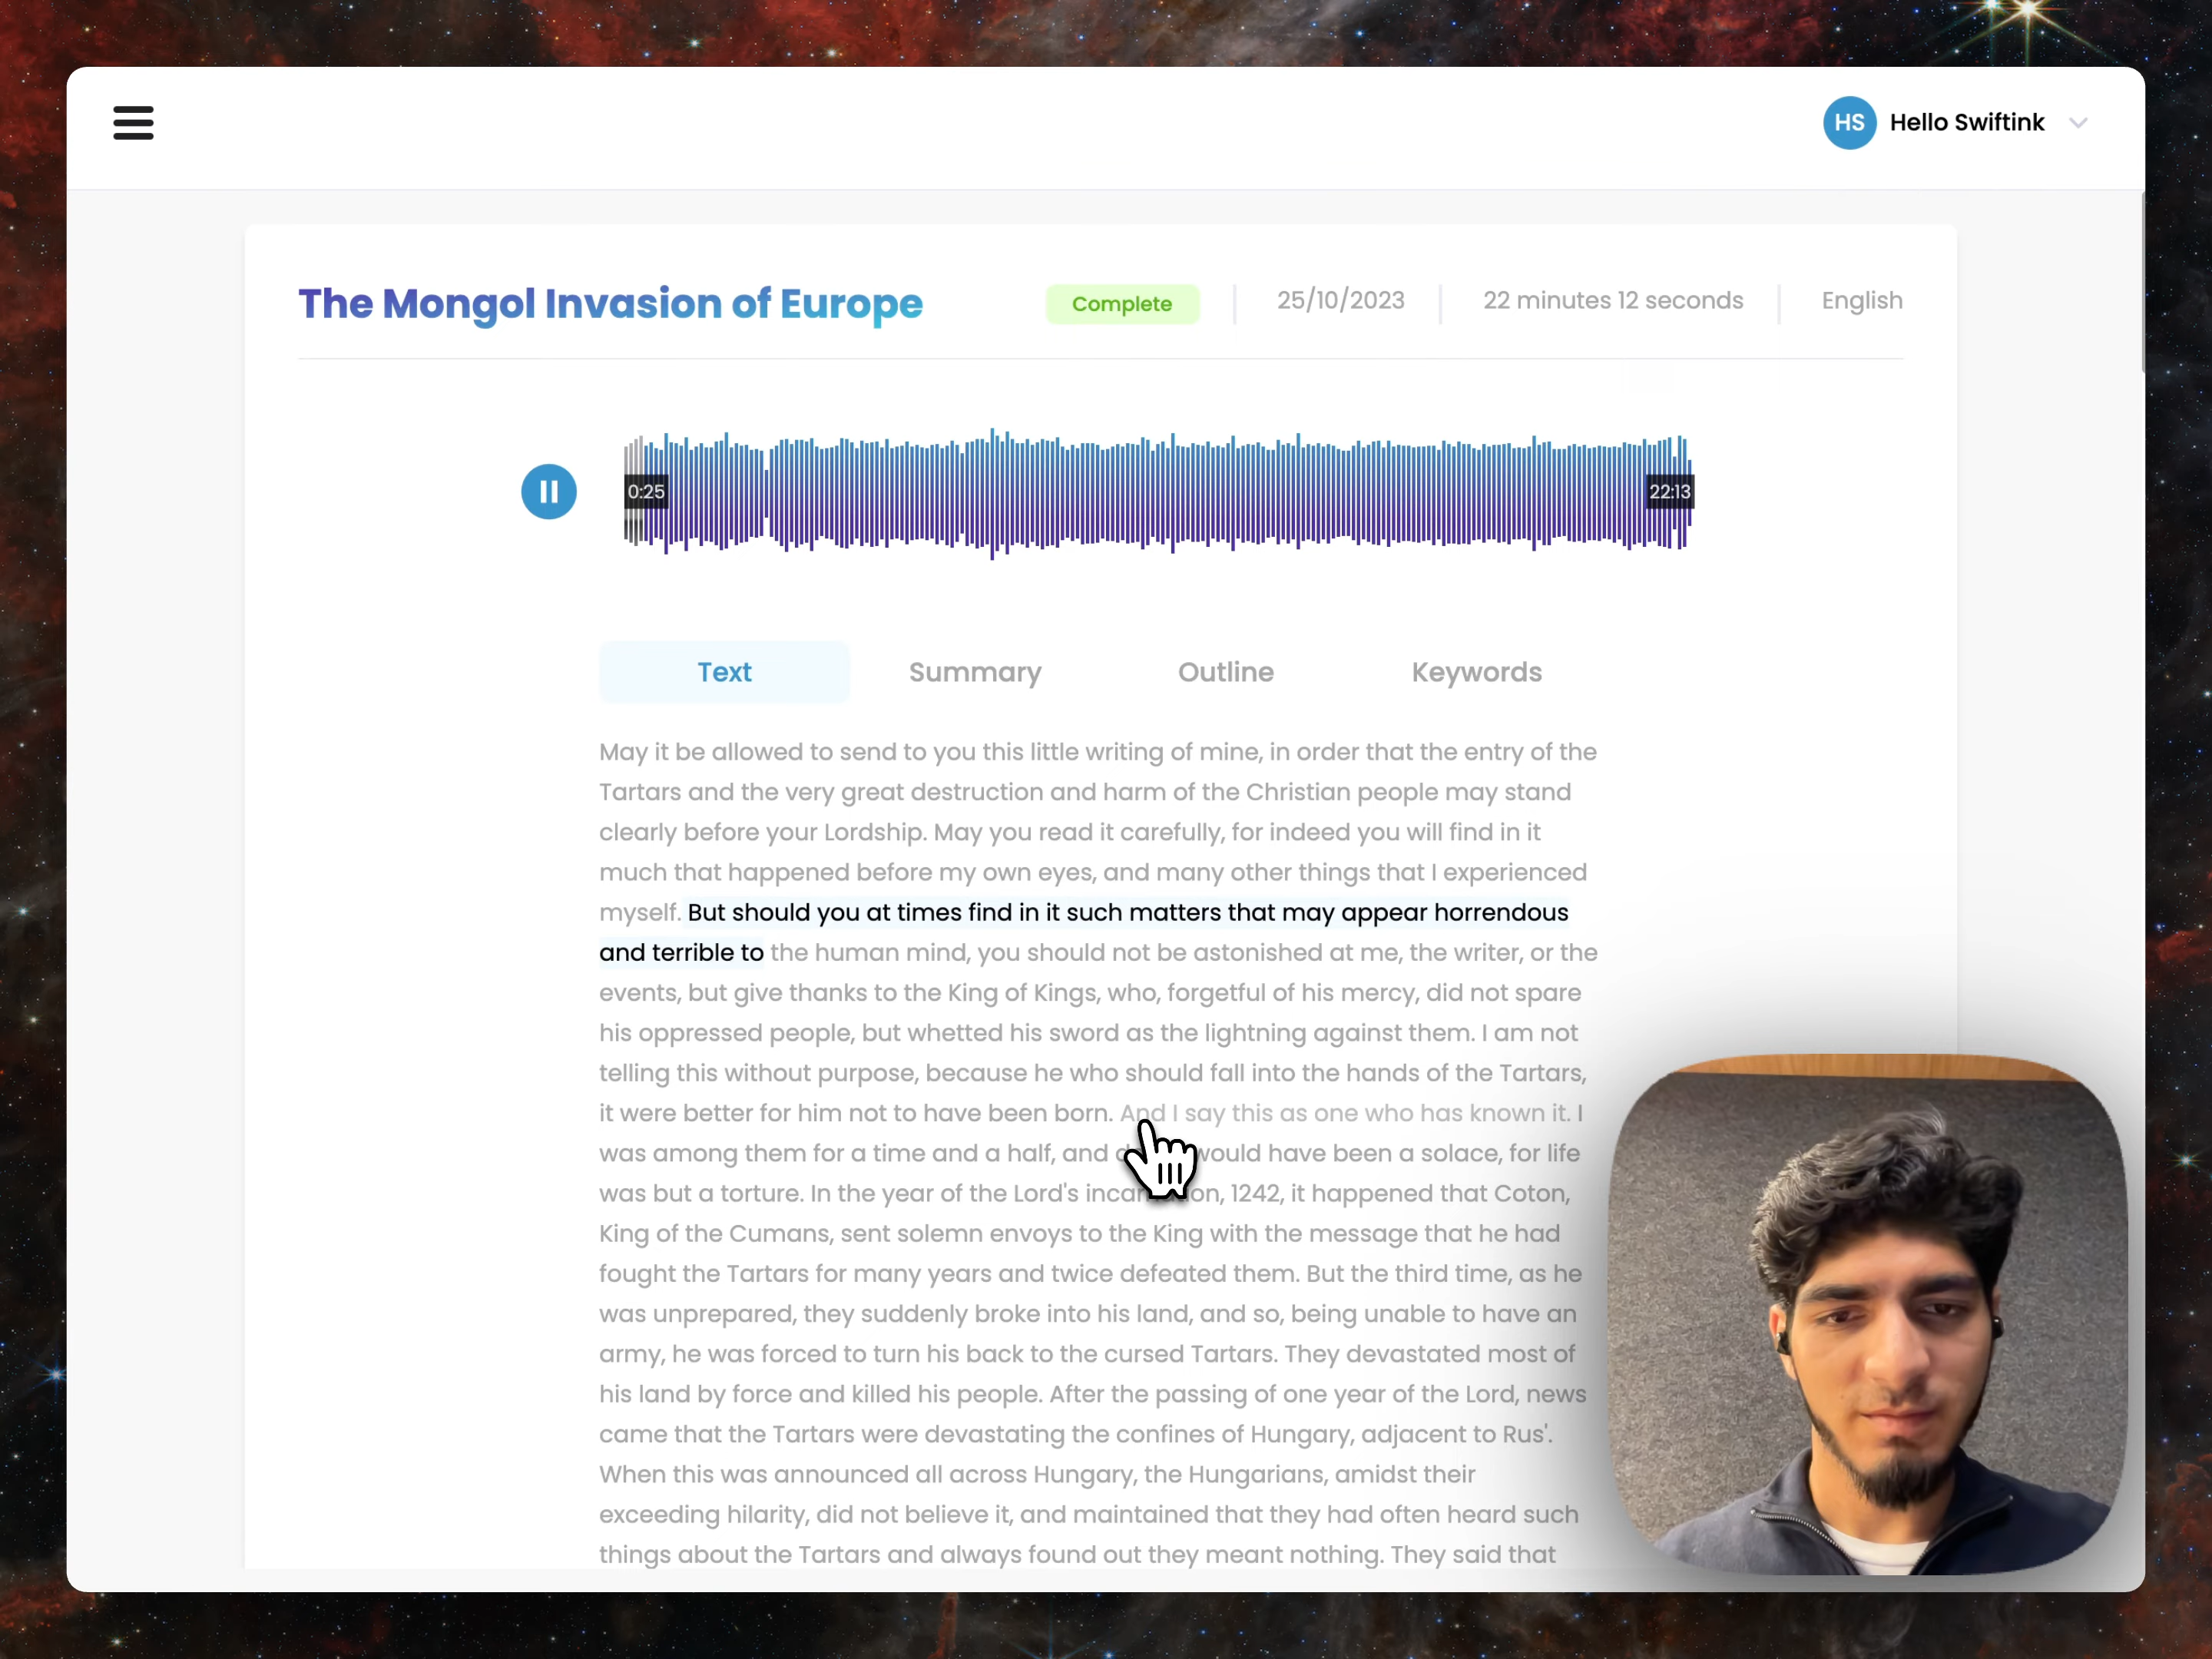 HS Hello Swiftink
The Mongol Invasion of Europe
Complete
25/10/2023
22 minutes 12 seconds
English
0:25
22:13
Text
Summary
Outline
Keywords
May it be allowed to send to you this little writing of mine, in order that the entry of the
Tartars and the very great destruction and harm of the Christian people may stand
clearly before your Lordship. May you read it carefully, for indeed you will find in it
much that happened before my own eyes, and many other things that I experienced
myself. But should you at times find in it such matters that may appear horrendous
and terrible to the human mind, you should not be astonished at me, the writer, or the
events, but give thanks to the King of Kings, who, forgetful of his mercy, did not spare
his oppressed people, but whetted his sword as the lightning against them. I am not
telling this without purpose, because he who should fall into the hands of the Tartars,
it were better for him not to have been born. And I say this as one who has known it. I
was among them for a time and a half, and would have been a solace, for life
was but a torture. In the year of the Lord's 1242, it happened that Coton,
King of the Cumans, sent solemn envoys to the King with the message that he had
fought the Tartars for many years and twice defeated them. But the third time, as he
was unprepared, they suddenly broke into his land, and so, being unable to have an
army, he was forced to turn his back to the cursed Tartars. They devastated most of
his land by force and killed his people. After the passing of one year of the Lord, news
came that the Tartars were devastating the confines of Hungary, adjacent to Rus'.
When this was announced all across Hungary, the Hungarians, amidst their
exceeding hilarity, did not believe it, and maintained that they had often heard such
things about the Tartars and always found out they meant nothing. They said that